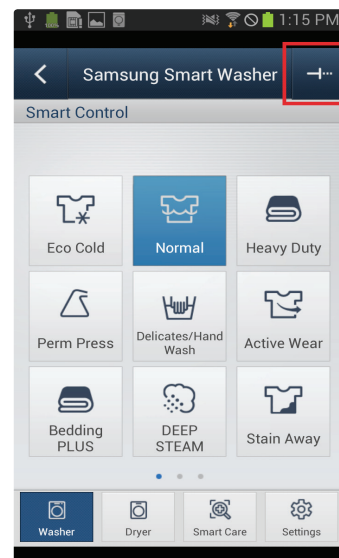 1:15 PM
Samsung Smart Washer
Smart Control
Eco Cold
Normal
Heavy Duty
Perm Press
Delicates/Hand
Wash
Active Wear
Bedding
PLUS
DEEP
STEAM
Stain Away
Washer
Dryer
Smart Care
Settings